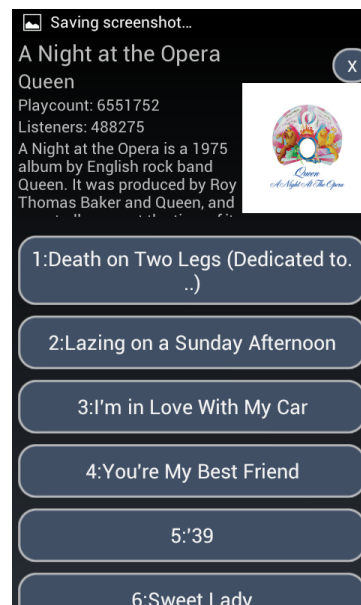 Saving screenshot...
A Night at the Opera
X
Queen
Playcount: 6551752
Listeners: 488275
A Night at the Opera is a 1975
album by English rock band
Queen. It was produced by Roy
Thomas Baker and Queen, and
Queen
A Night At The Opera
1:Death on Two Legs (Dedicated to.
..)
2:Lazing on a Sunday Afternoon
3:I'm in Love With My Car
4:You're My Best Friend
5:'39
6:Sweet Lady